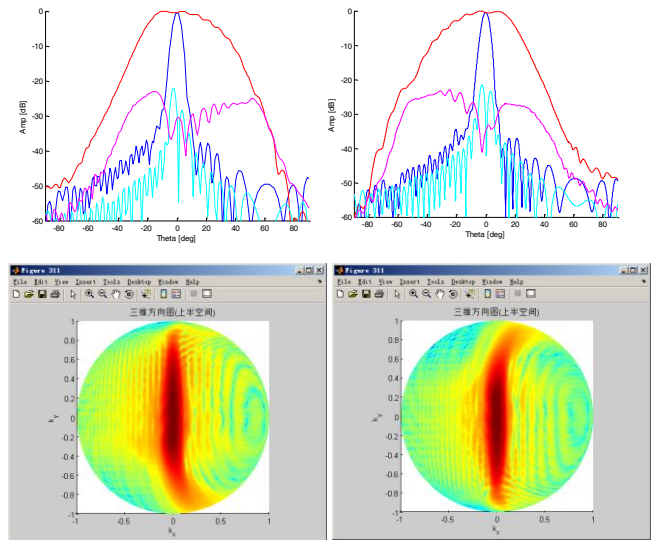 0
-10
-20
-30
-40
-50
-60
Amp [dB]
-80 -60 -40 -20 0 20 40 60 80
Theta [deg]
0
-10
-20
-30
-40
-50
-60
Amp [dB]
-80 -60 -40 -20 0 20 40 60 80
Theta [deg]
Figure 311
File Edit View Insert Tools Desktop Window Help
三维方向图(上半空间)
1
0.8
0.6
0.4
0.2
0
-0.2
-0.4
-0.6
-0.8
-1
ky
-1 -0.5 0 0.5 1
kx
Figure 311
File Edit View Insert Tools Desktop Window Help
三维方向图(上半空间)
1
0.8
0.6
0.4
0.2
0
-0.2
-0.4
-0.6
-0.8
-1
ky
-1 -0.5 0 0.5 1
kx